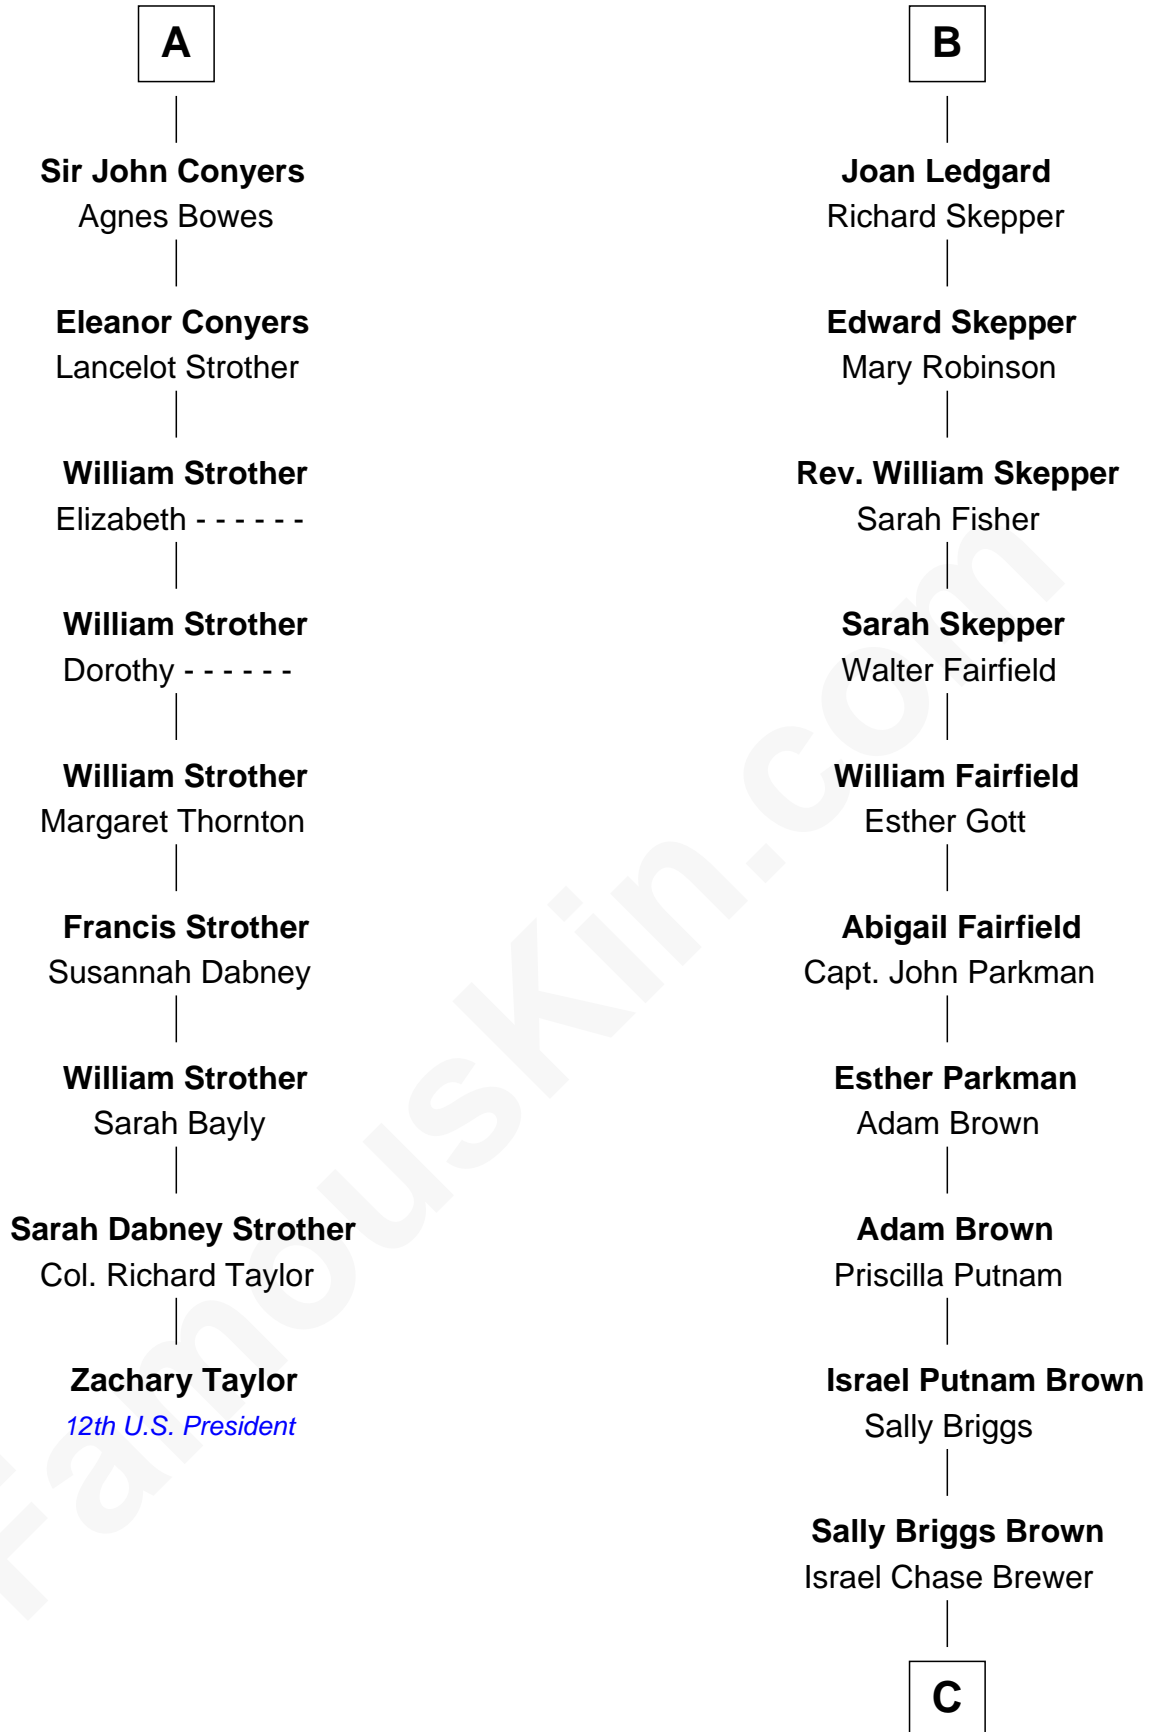 A
Sir John Conyers
Agnes Bowes
Eleanor Conyers
Lancelot Strother
William Strother
Elizabeth - - - - - -
William Strother
Dorothy - - - - - -
William Strother
Margaret Thornton
Francis Strother
Susannah Dabney
William Strother
Sarah Bayly
Sarah Dabney Strother
Col. Richard Taylor
Zachary Taylor
12th U.S. President
B
Joan Ledgard
Richard Skepper
Edward Skepper
Mary Robinson
Rev. William Skepper
Sarah Fisher
Sarah Skepper
Walter Fairfield
William Fairfield
Esther Gott
Abigail Fairfield
Capt. John Parkman
Esther Parkman
Adam Brown
Adam Brown
Priscilla Putnam
Israel Putnam Brown
Sally Briggs
Sally Briggs Brown
Israel Chase Brewer
C
FamousKin.com